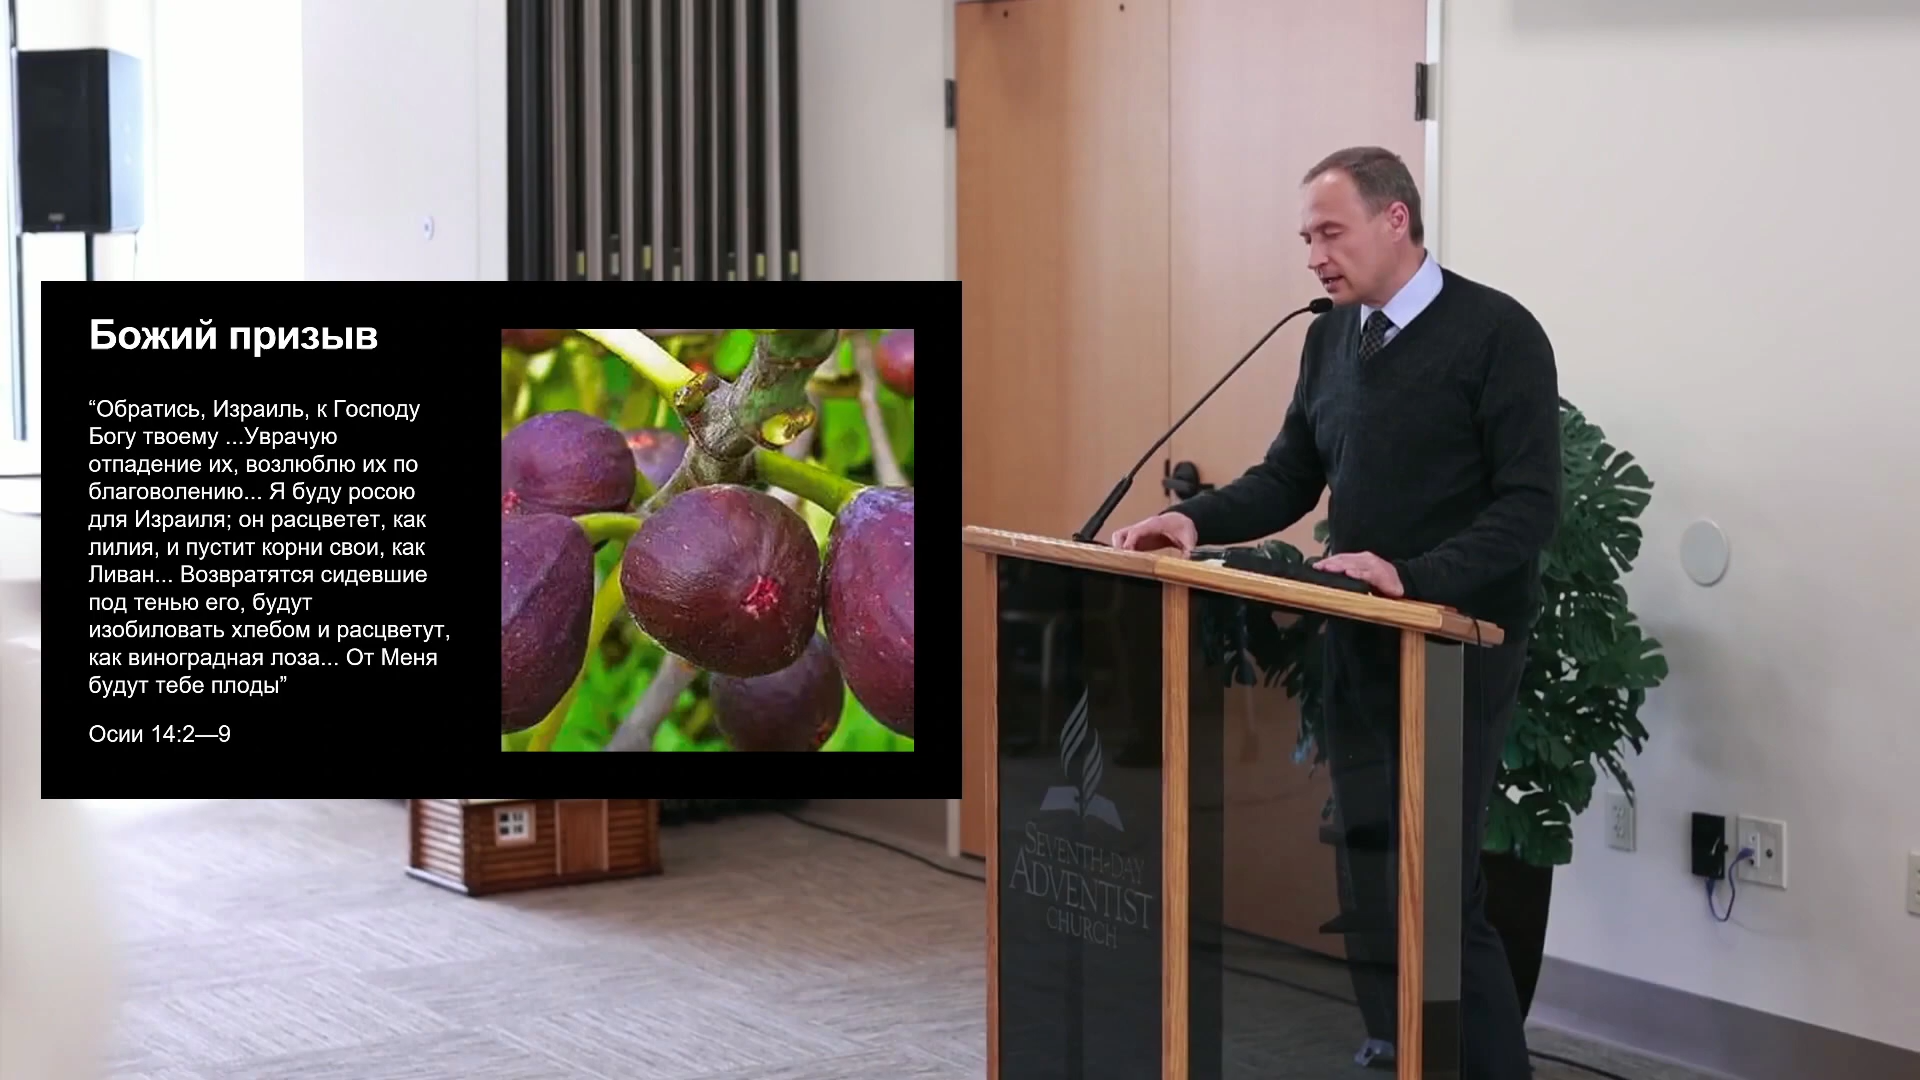 Божий призыв
“Обратись, Израиль, к Господу
Богу твоему ...Уврачую
отпадение их, возлюблю их по
благоволению... Я буду росою
для Израиля; он расцветет, как
лилия, и пустит корни свои, как
Ливан... Возвратятся сидевшие
под тенью его, будут
изобиловать хлебом и расцветут,
как виноградная лоза... От Меня
будут тебе плоды”
Осии 14:2—9
SEVENTH-DAY
ADVENTIST
CHURCH